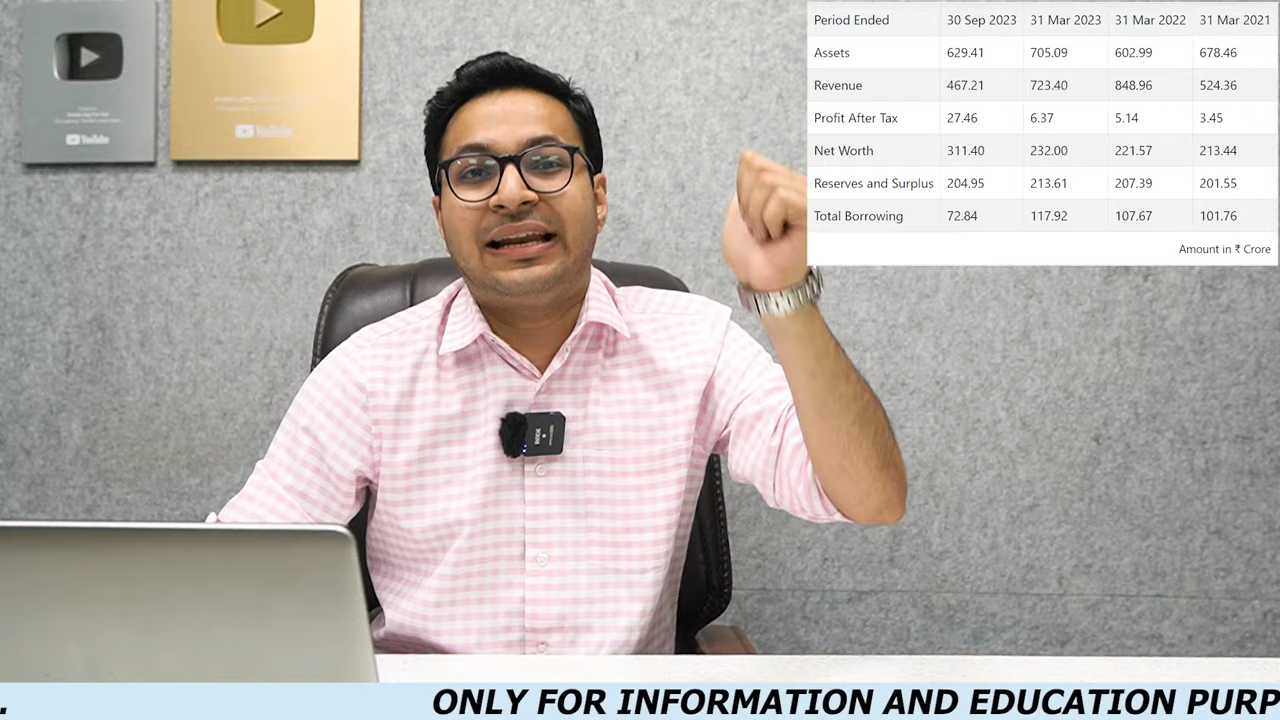 YouTube
YouTube
Period Ended 30 Sep 2023 31 Mar 2023 31 Mar 2022 31 Mar 2021
Assets 629.41 705.09 602.99 678.46
Revenue 467.21 723.40 848.96 524.36
Profit After Tax 27.46 6.37 5.14 3.45
Net Worth 311.40 232.00 221.57 213.44
Reserves and Surplus 204.95 213.61 207.39 201.55
Total Borrowing 72.84 117.92 107.67 101.76
Amount in ₹ Crore
. ONLY FOR INFORMATION AND EDUCATION PURP